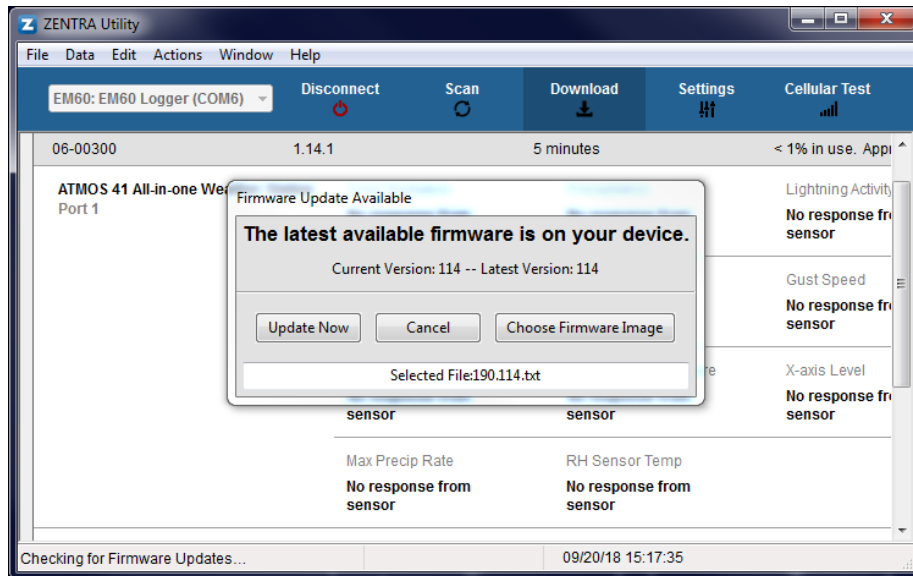 ZENTRA Utility
File Data Edit Actions Window Help
EM60: EM60 Logger (COM6)
Disconnect
Scan
Download
Settings
Cellular Test
06-00300 1.14.1 5 minutes < 1% in use. Appr
ATMOS 41 All-in-one
Port 1
Firmware Update Available
The latest available firmware is on your device.
Current Version: 114 -- Latest Version: 114
Update Now Cancel Choose Firmware Image
Selected File:190.114.txt
Lightning Activity
No response from
sensor
Gust Speed
No response from
sensor
X-axis Level
No response from
sensor
sensor
sensor
Max Precip Rate
No response from
sensor
RH Sensor Temp
No response from
sensor
Checking for Firmware Updates... 09/20/18 15:17:35